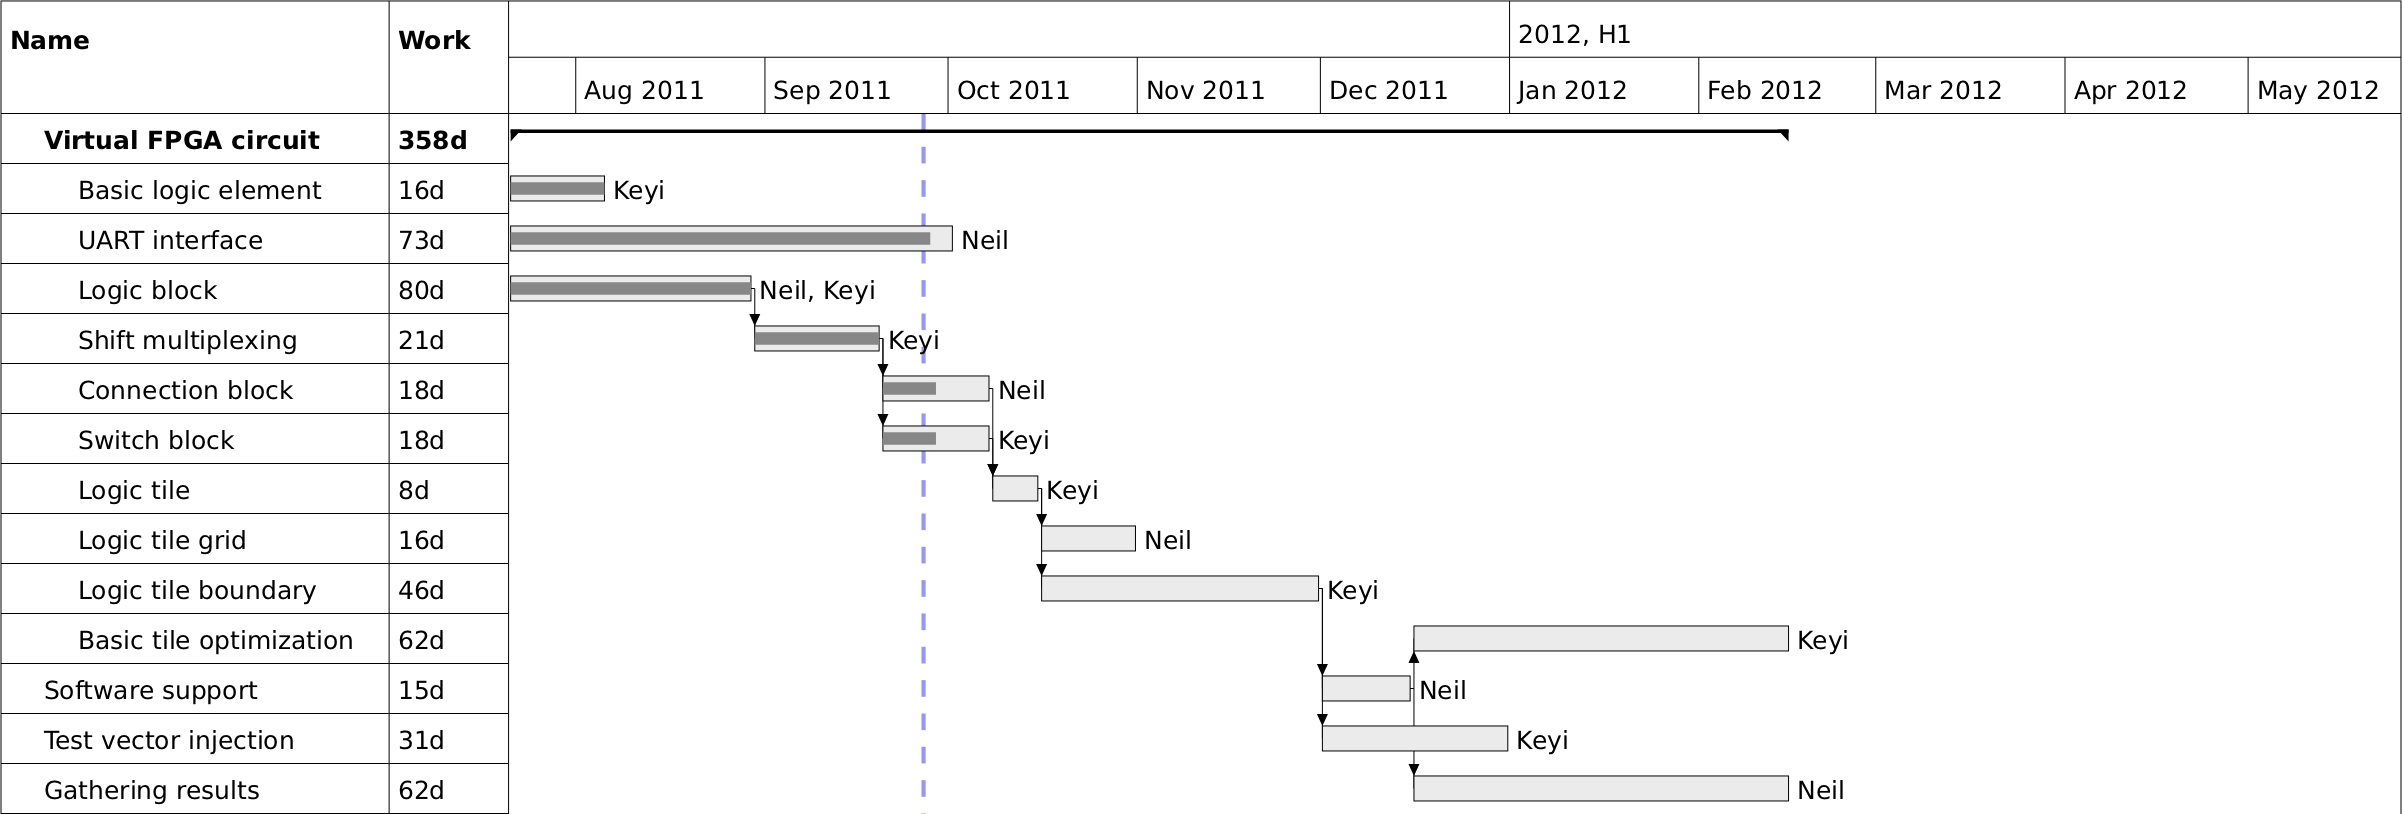 Name Work 2012, H1
Aug 2011 Sep 2011 Oct 2011 Nov 2011 Dec 2011 Jan 2012 Feb 2012 Mar 2012 Apr 2012 May 2012
Virtual FPGA circuit 358d
Basic logic element 16d Keyi
UART interface 73d Neil
Logic block 80d Neil, Keyi
Shift multiplexing 21d Keyi
Connection block 18d Neil
Switch block 18d Keyi
Logic tile 8d Keyi
Logic tile grid 16d Neil
Logic tile boundary 46d Keyi
Basic tile optimization 62d Keyi
Software support 15d Neil
Test vector injection 31d Keyi
Gathering results 62d Neil